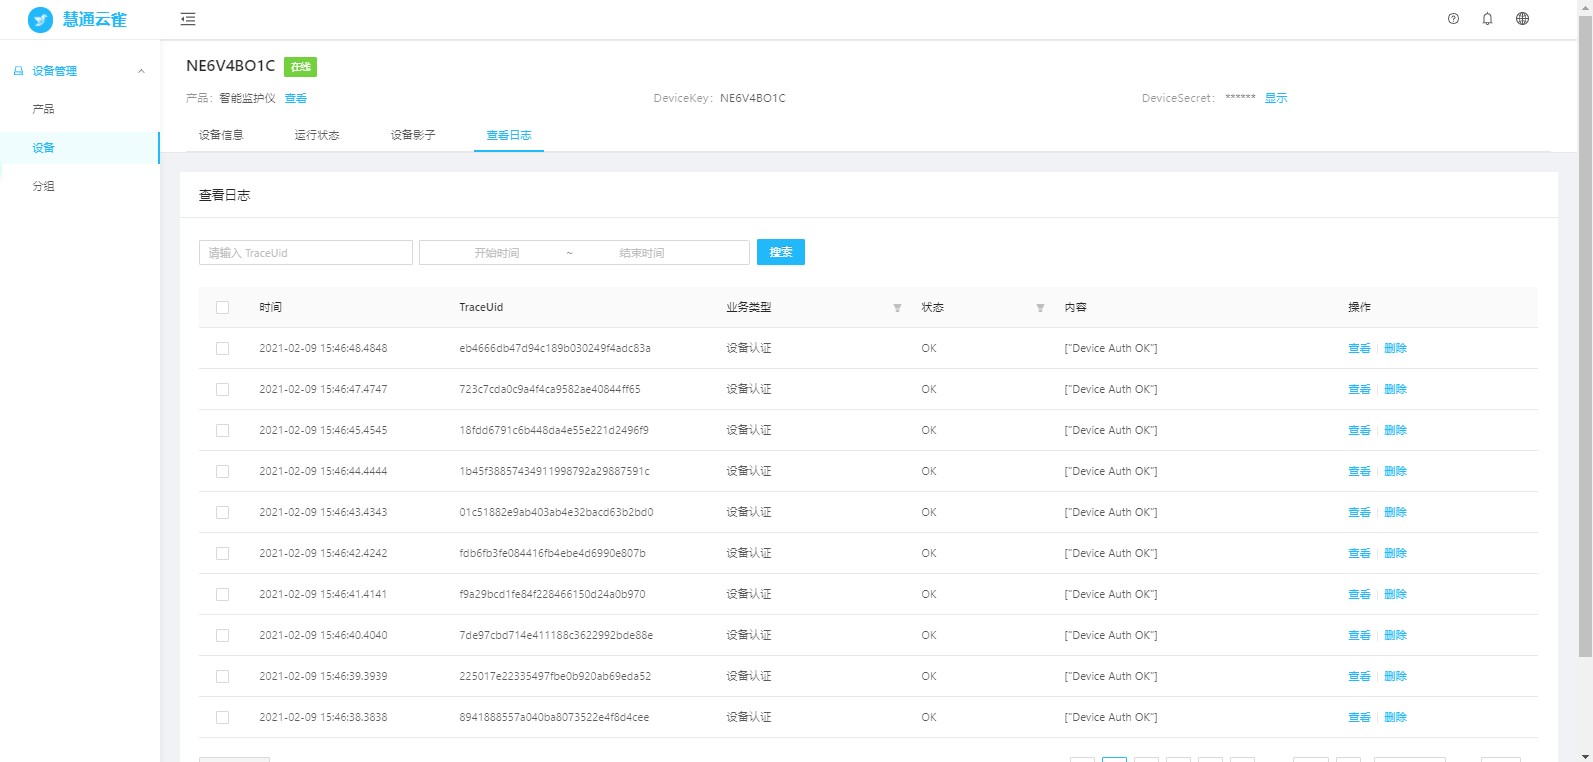 慧通云雀
设备管理
产品
设备
分组
NE6V4BO1C 在线
产品: 智能监护仪 查看 DeviceKey: NE6V4BO1C DeviceSecret: ****** 显示
设备信息 运行状态 设备影子 查看日志
查看日志
请输入 TraceUid 开始时间 ~ 结束时间 搜索
时间 TraceUid 业务类型 状态 内容 操作
2021-02-09 15:46:48.4848 eb4666db47d94c189b030249f4adc83a 设备认证 OK ["Device Auth OK"] 查看 删除
2021-02-09 15:46:47.4747 723c7cda0c9a4f4ca9582ae40844ff65 设备认证 OK ["Device Auth OK"] 查看 删除
2021-02-09 15:46:45.4545 18fdd6791c6b448da4e55e221d2496f9 设备认证 OK ["Device Auth OK"] 查看 删除
2021-02-09 15:46:44.4444 1b45f38857434911998792a29887591c 设备认证 OK ["Device Auth OK"] 查看 删除
2021-02-09 15:46:43.4343 01c51882e9ab403ab4e32bacd63b2bd0 设备认证 OK ["Device Auth OK"] 查看 删除
2021-02-09 15:46:42.4242 fdb6fb3fe084416fb4ebe4d6990e807b 设备认证 OK ["Device Auth OK"] 查看 删除
2021-02-09 15:46:41.4141 f9a29bcd1fe84f228466150d24a0b970 设备认证 OK ["Device Auth OK"] 查看 删除
2021-02-09 15:46:40.4040 7de97cbd714e411188c3622992bde88e 设备认证 OK ["Device Auth OK"] 查看 删除
2021-02-09 15:46:39.3939 225017e22335497fbe0b920ab69eda52 设备认证 OK ["Device Auth OK"] 查看 删除
2021-02-09 15:46:38.3838 8941888557a040ba8073522e4f8d4cee 设备认证 OK ["Device Auth OK"] 查看 删除